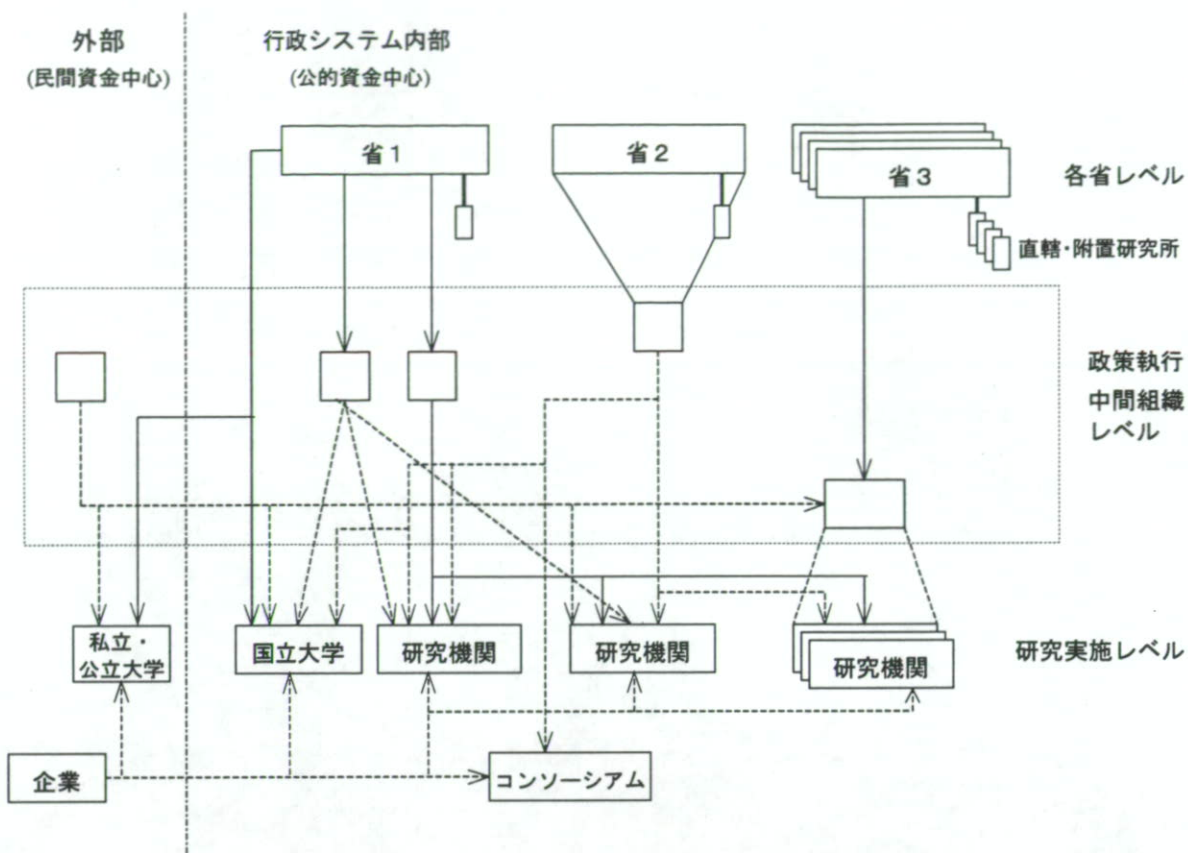 外部
(民間資金中心)
行政システム内部
(公的資金中心)
省1
省2
省3
各省レベル
直轄・附置研究所
政策執行
中間組織
レベル
私立・
公立大学
国立大学
研究機関
研究機関
研究機関
研究実施レベル
企業
コンソーシアム